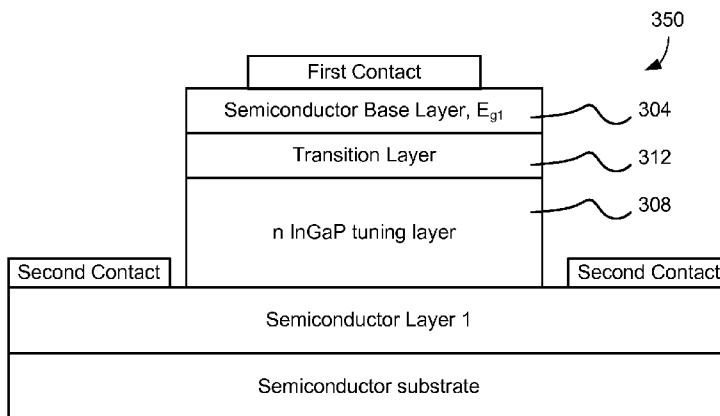 350
First Contact
Semiconductor Base Layer, Eg1
304
Transition Layer
312
n InGaP tuning layer
308
Second Contact
Second Contact
Semiconductor Layer 1
Semiconductor substrate